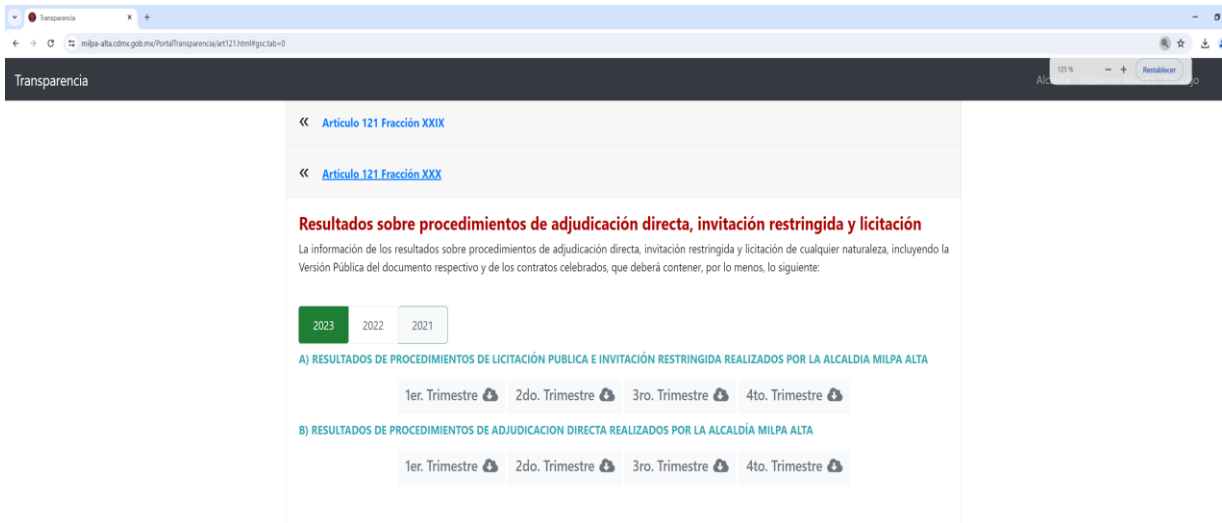 Transparencia
milpa-alta.cdmx.gob.mx/PortalTransparencia/art121.html#gsc.tab=0
125 % − + Restablecer
Transparencia
Artículo 121 Fracción XXIX
Artículo 121 Fracción XXX
Resultados sobre procedimientos de adjudicación directa, invitación restringida y licitación
La información de los resultados sobre procedimientos de adjudicación directa, invitación restringida y licitación de cualquier naturaleza, incluyendo la
Versión Pública del documento respectivo y de los contratos celebrados, que deberá contener, por lo menos, lo siguiente:
2023 2022 2021
A) RESULTADOS DE PROCEDIMIENTOS DE LICITACIÓN PUBLICA E INVITACIÓN RESTRINGIDA REALIZADOS POR LA ALCALDIA MILPA ALTA
1er. Trimestre 2do. Trimestre 3ro. Trimestre 4to. Trimestre
B) RESULTADOS DE PROCEDIMIENTOS DE ADJUDICACION DIRECTA REALIZADOS POR LA ALCALDÍA MILPA ALTA
1er. Trimestre 2do. Trimestre 3ro. Trimestre 4to. Trimestre